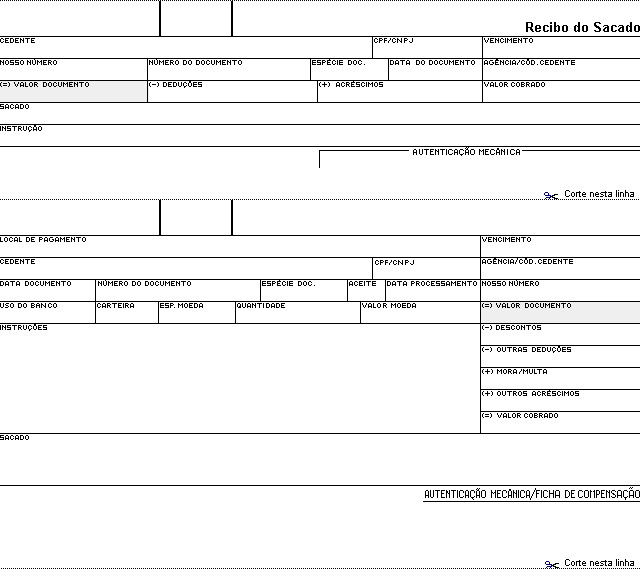 Recibo do Sacado
CEDENTE CPF/CNPJ VENCIMENTO
NOSSO NÚMERO NÚMERO DO DOCUMENTO ESPÉCIE DOC. DATA DO DOCUMENTO AGÊNCIA/CÓD.CEDENTE
(=) VALOR DOCUMENTO (-) DEDUÇÕES (+) ACRÉSCIMOS VALOR COBRADO
SACADO
INSTRUÇÃO
AUTENTICAÇÃO MECÂNICA
Corte nesta linha
LOCAL DE PAGAMENTO VENCIMENTO
CEDENTE CPF/CNPJ AGÊNCIA/CÓD.CEDENTE
DATA DOCUMENTO NÚMERO DO DOCUMENTO ESPÉCIE DOC. ACEITE DATA PROCESSAMENTO NOSSO NÚMERO
USO DO BANCO CARTEIRA ESP. MOEDA QUANTIDADE VALOR MOEDA (=) VALOR DOCUMENTO
INSTRUÇÕES (-) DESCONTOS
(-) OUTRAS DEDUÇÕES
(+) MORA/MULTA
(+) OUTROS ACRÉSCIMOS
(=) VALOR COBRADO
SACADO
AUTENTICAÇÃO MECÂNICA/FICHA DE COMPENSAÇÃO
Corte nesta linha